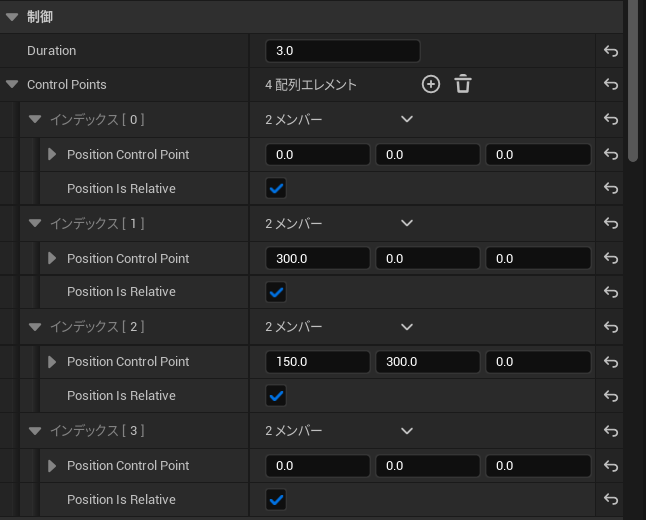 制御
Duration 3.0
Control Points 4 配列エレメント
インデックス [ 0 ] 2 メンバー
Position Control Point 0.0 0.0 0.0
Position Is Relative
インデックス [ 1 ] 2 メンバー
Position Control Point 300.0 0.0 0.0
Position Is Relative
インデックス [ 2 ] 2 メンバー
Position Control Point 150.0 300.0 0.0
Position Is Relative
インデックス [ 3 ] 2 メンバー
Position Control Point 0.0 0.0 0.0
Position Is Relative